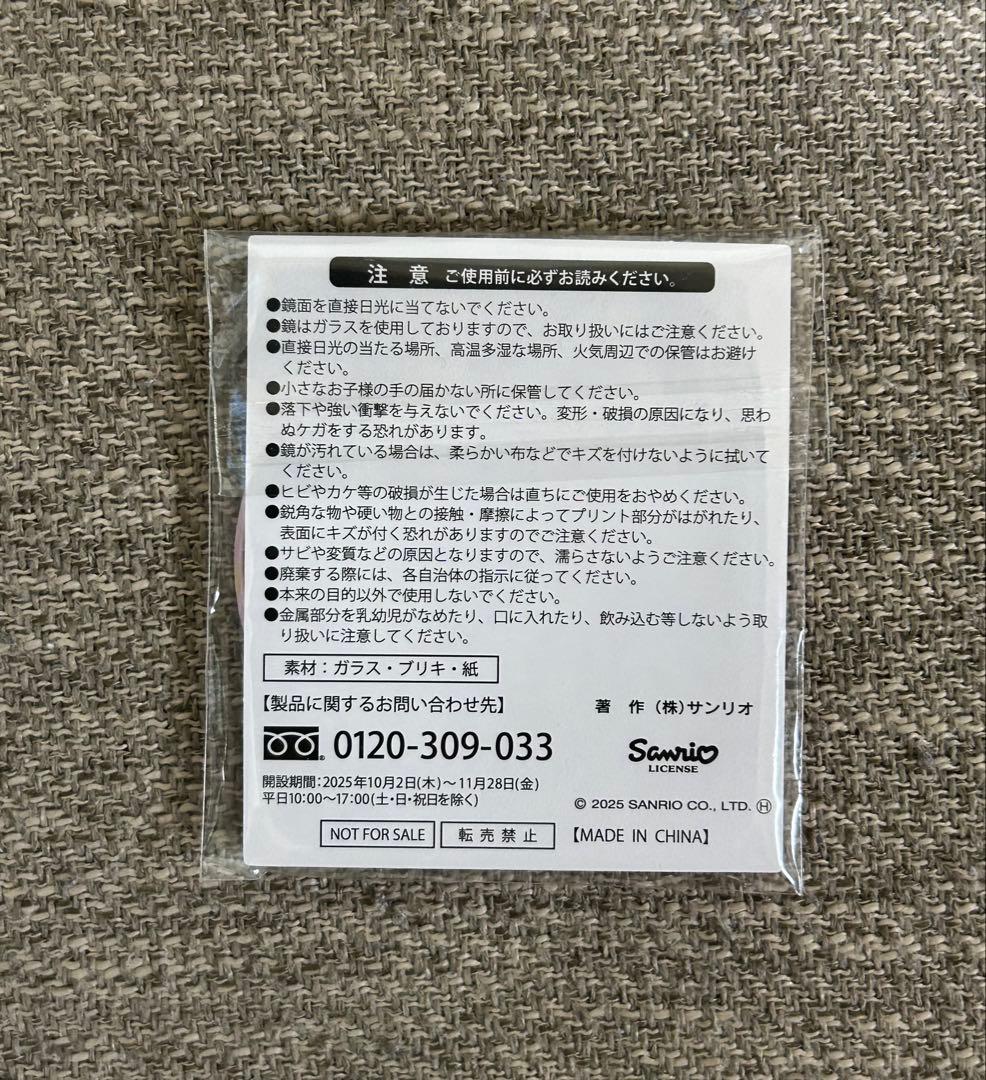 注 意 ご使用前に必ずお読みください。
●鏡面を直接日光に当てないでください。
●鏡はガラスを使用しておりますので、お取り扱いにはご注意ください。
●直接日光の当たる場所、高温多湿な場所、火気周辺での保管はお避け
ください。
●小さなお子様の手の届かない所に保管してください。
●落下や強い衝撃を与えないでください。変形・破損の原因になり、思わ
ぬケガをする恐れがあります。
●鏡が汚れている場合は、柔らかい布などでキズを付けないように拭いて
ください。
●ヒビやカケ等の破損が生じた場合は直ちにご使用をおやめください。
●鋭角な物や硬い物との接触・摩擦によってプリント部分がはがれたり、
表面にキズが付く恐れがありますのでご注意ください。
●サビや変質などの原因となりますので、濡らさないようご注意ください。
●廃棄する際には、各自治体の指示に従ってください。
●本来の目的以外で使用しないでください。
●金属部分を乳幼児がなめたり、口に入れたり、飲み込む等しないよう取
り扱いに注意してください。
素材：ガラス・ブリキ・紙
【製品に関するお問い合わせ先】
0120-309-033
開設期間：2025年10月2日(木)～11月28日(金)
平日10:00～17:00(土・日・祝日を除く)
著 作 (株)サンリオ
Sanrio
LICENSE
© 2025 SANRIO CO., LTD. Ⓗ
NOT FOR SALE
転売禁止
【MADE IN CHINA】